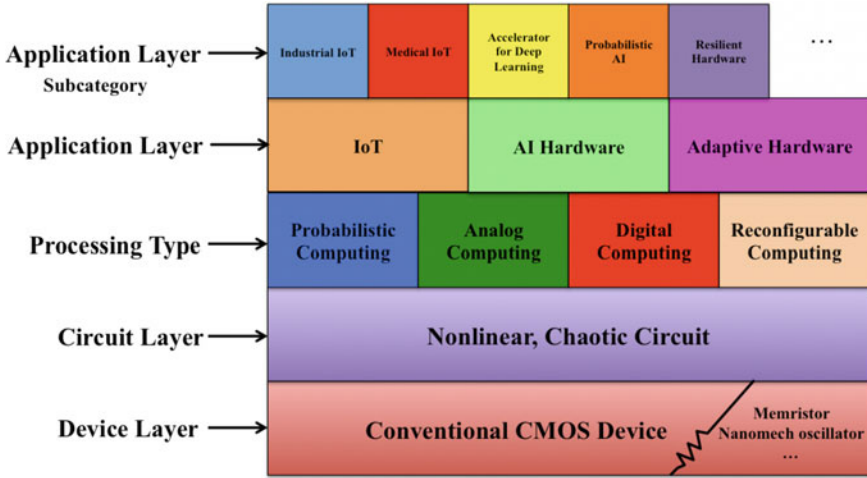 Application Layer
Subcategory
Industrial IoT
Medical IoT
Accelerator
for Deep
Learning
Probabilistic
AI
Resilient
Hardware
...
Application Layer
IoT
AI Hardware
Adaptive Hardware
Processing Type
Probabilistic
Computing
Analog
Computing
Digital
Computing
Reconfigurable
Computing
Circuit Layer
Nonlinear, Chaotic Circuit
Device Layer
Conventional CMOS Device
Memristor
Nanomech oscillator
...